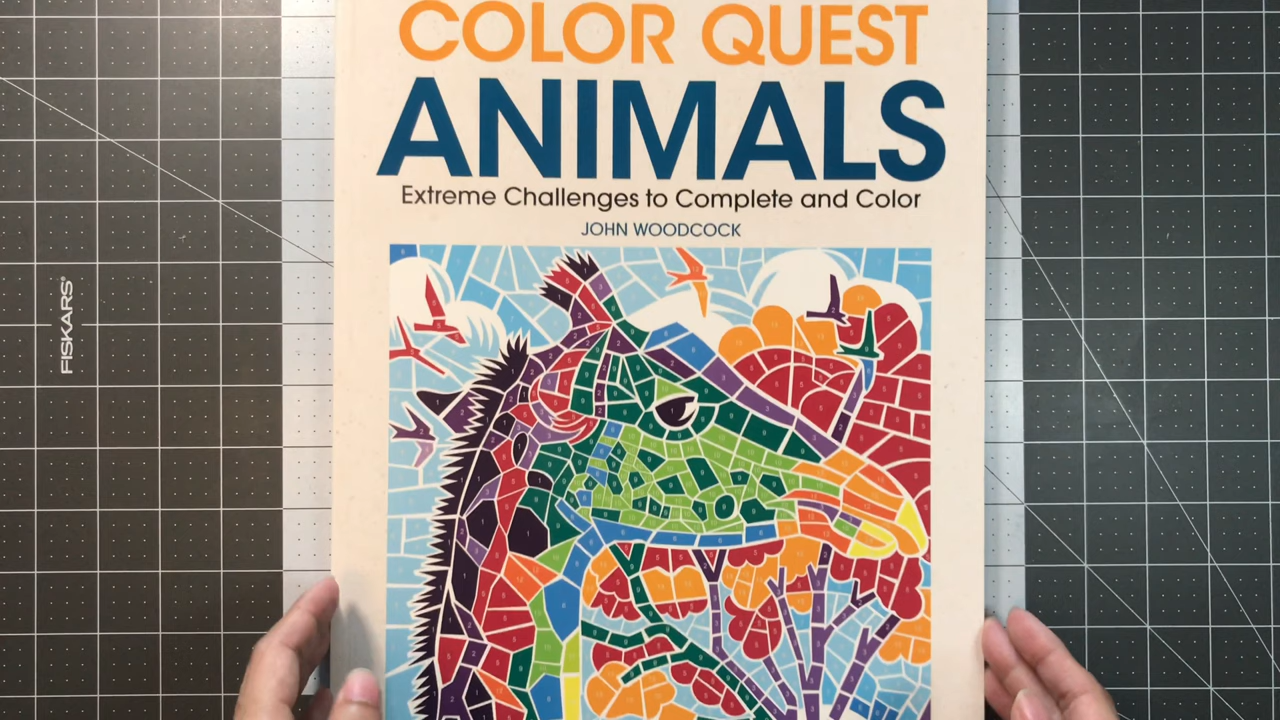 COLOR QUEST
ANIMALS
Extreme Challenges to Complete and Color
JOHN WOODCOCK
FISKARS®